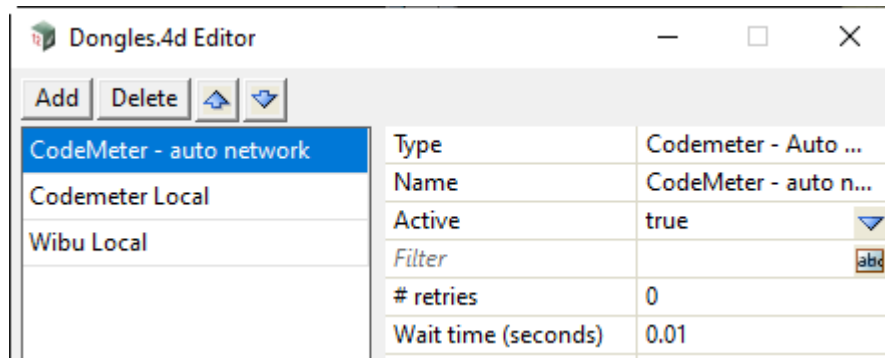 Dongles.4d Editor
Add Delete
CodeMeter - auto network
Codemeter Local
Wibu Local
Type Codemeter - Auto ...
Name CodeMeter - auto n...
Active true
Filter abc
# retries 0
Wait time (seconds) 0.01